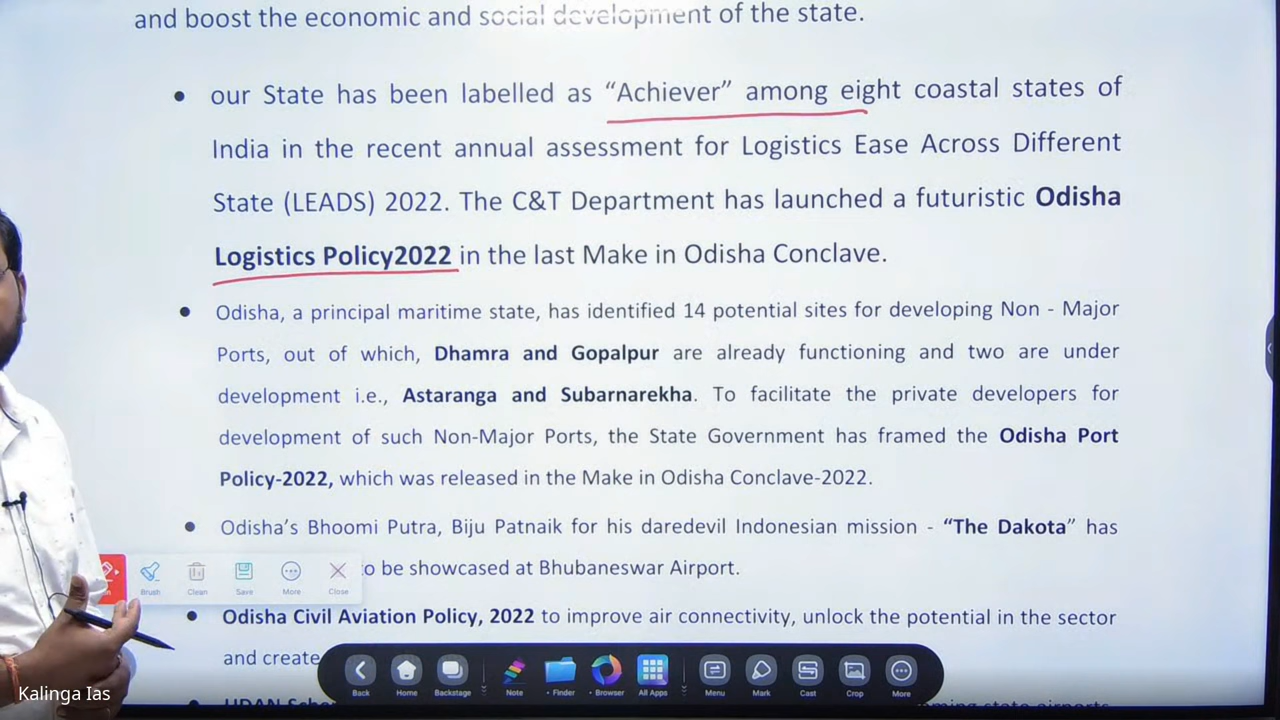 and boost the economic and social development of the state.
• our State has been labelled as “Achiever” among eight coastal states of
India in the recent annual assessment for Logistics Ease Across Different
State (LEADS) 2022. The C&T Department has launched a futuristic Odisha
Logistics Policy2022 in the last Make in Odisha Conclave.
• Odisha, a principal maritime state, has identified 14 potential sites for developing Non - Major
Ports, out of which, Dhamra and Gopalpur are already functioning and two are under
development i.e., Astaranga and Subarnarekha. To facilitate the private developers for
development of such Non-Major Ports, the State Government has framed the Odisha Port
Policy-2022, which was released in the Make in Odisha Conclave-2022.
• Odisha’s Bhoomi Putra, Biju Patnaik for his daredevil Indonesian mission - “The Dakota” has
to be showcased at Bhubaneswar Airport.
Brush Clean Save More Close
• Odisha Civil Aviation Policy, 2022 to improve air connectivity, unlock the potential in the sector
and create
Back Home Backstage Note • Finder • Browser All Apps Menu Mark Cast Crop More
Kalinga Ias